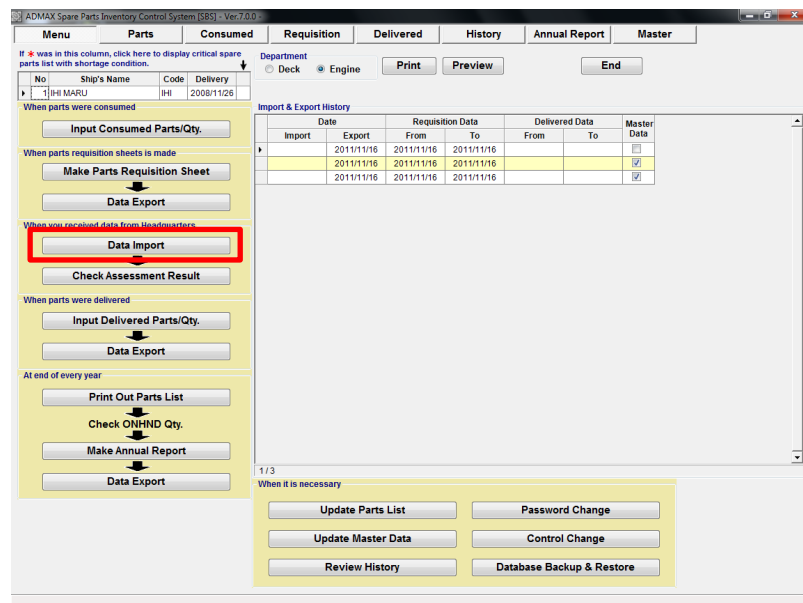 ADMAX Spare Parts Inventory Control System [SBS] - Ver.7.0.0 -
Menu Parts Consumed Requisition Delivered History Annual Report Master
If * was in this column, click here to display critical spare
parts list with shortage condition.
No Ship's Name Code Delivery
1 IHI MARU IHI 2008/11/26
Department
Deck Engine Print Preview End
When parts were consumed
Input Consumed Parts/Qty.
When parts requisition sheets is made
Make Parts Requisition Sheet
Data Export
When you received data from Headquarters
Data Import
Check Assessment Result
When parts were delivered
Input Delivered Parts/Qty.
Data Export
At end of every year
Print Out Parts List
Check ONHND Qty.
Make Annual Report
Data Export
Import & Export History
Date Requisition Data Delivered Data Master
Data
Import Export From To From To
2011/11/16 2011/11/16 2011/11/16
2011/11/16 2011/11/16 2011/11/16
2011/11/16 2011/11/16 2011/11/16
1 / 3
When it is necessary
Update Parts List Password Change
Update Master Data Control Change
Review History Database Backup & Restore